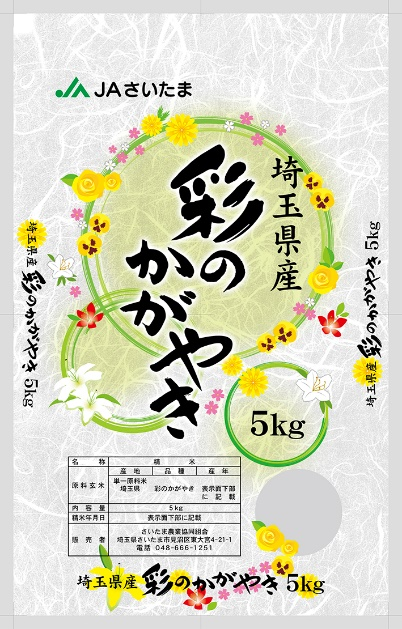 JAさいたま
埼玉県産
彩のかがやき
埼玉県産 彩のかがやき 5kg
埼玉県産 彩のかがやき 5kg
5kg
名称 精米
原料玄米 産地 品種 産年
単一原料米
埼玉県 彩のかがやき 表示面下部に記載
内容量 5kg
精米年月日 表示面下部に記載
販売者 さいたま農業協同組合
埼玉県さいたま市見沼区東大宮4-21-1
電話 048-666-1251
埼玉県産 彩のかがやき 5kg